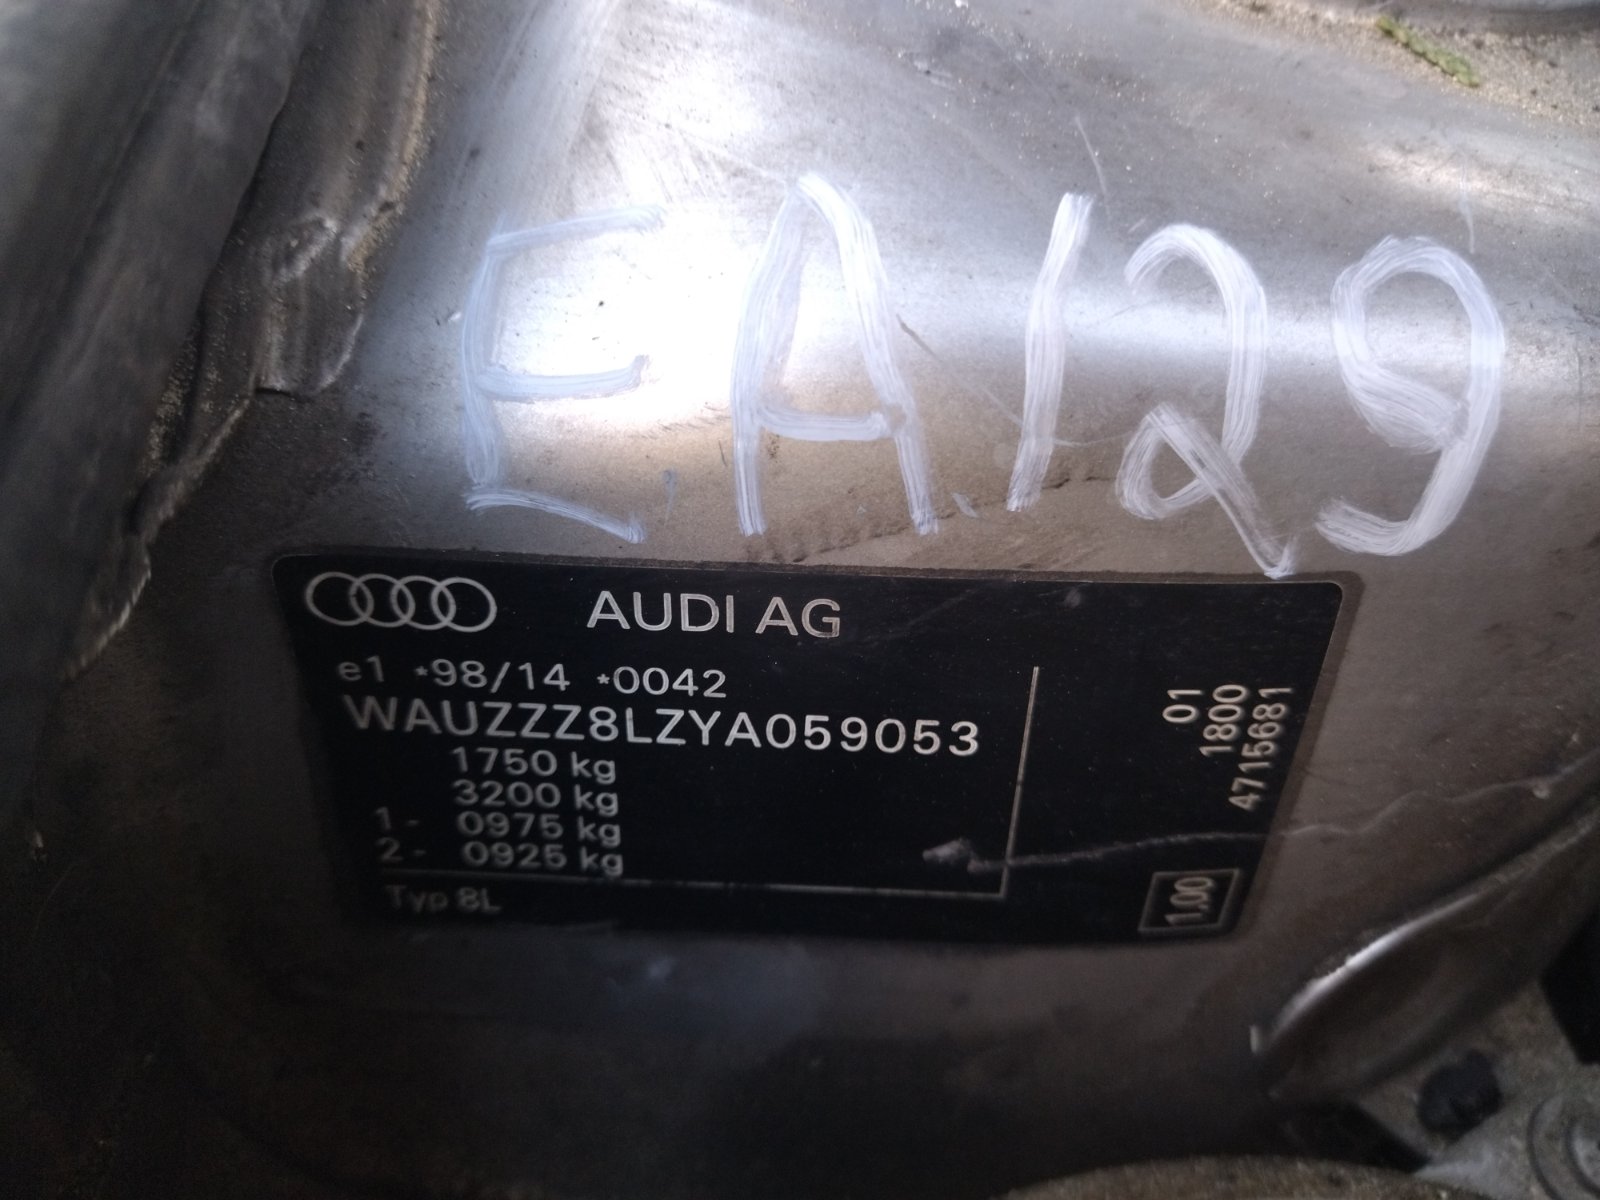 E.A.129
AUDI AG
e1 *98/14 *0042
WAUZZZ8LZYA059053
1750 kg
3200 kg
1- 0975 kg
2- 0925 kg
Typ 8L
01
1800
4715681
1,00